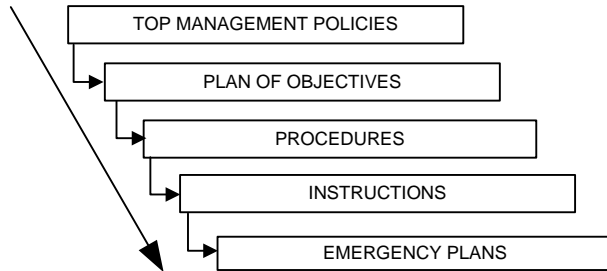 TOP MANAGEMENT POLICIES
PLAN OF OBJECTIVES
PROCEDURES
INSTRUCTIONS
EMERGENCY PLANS